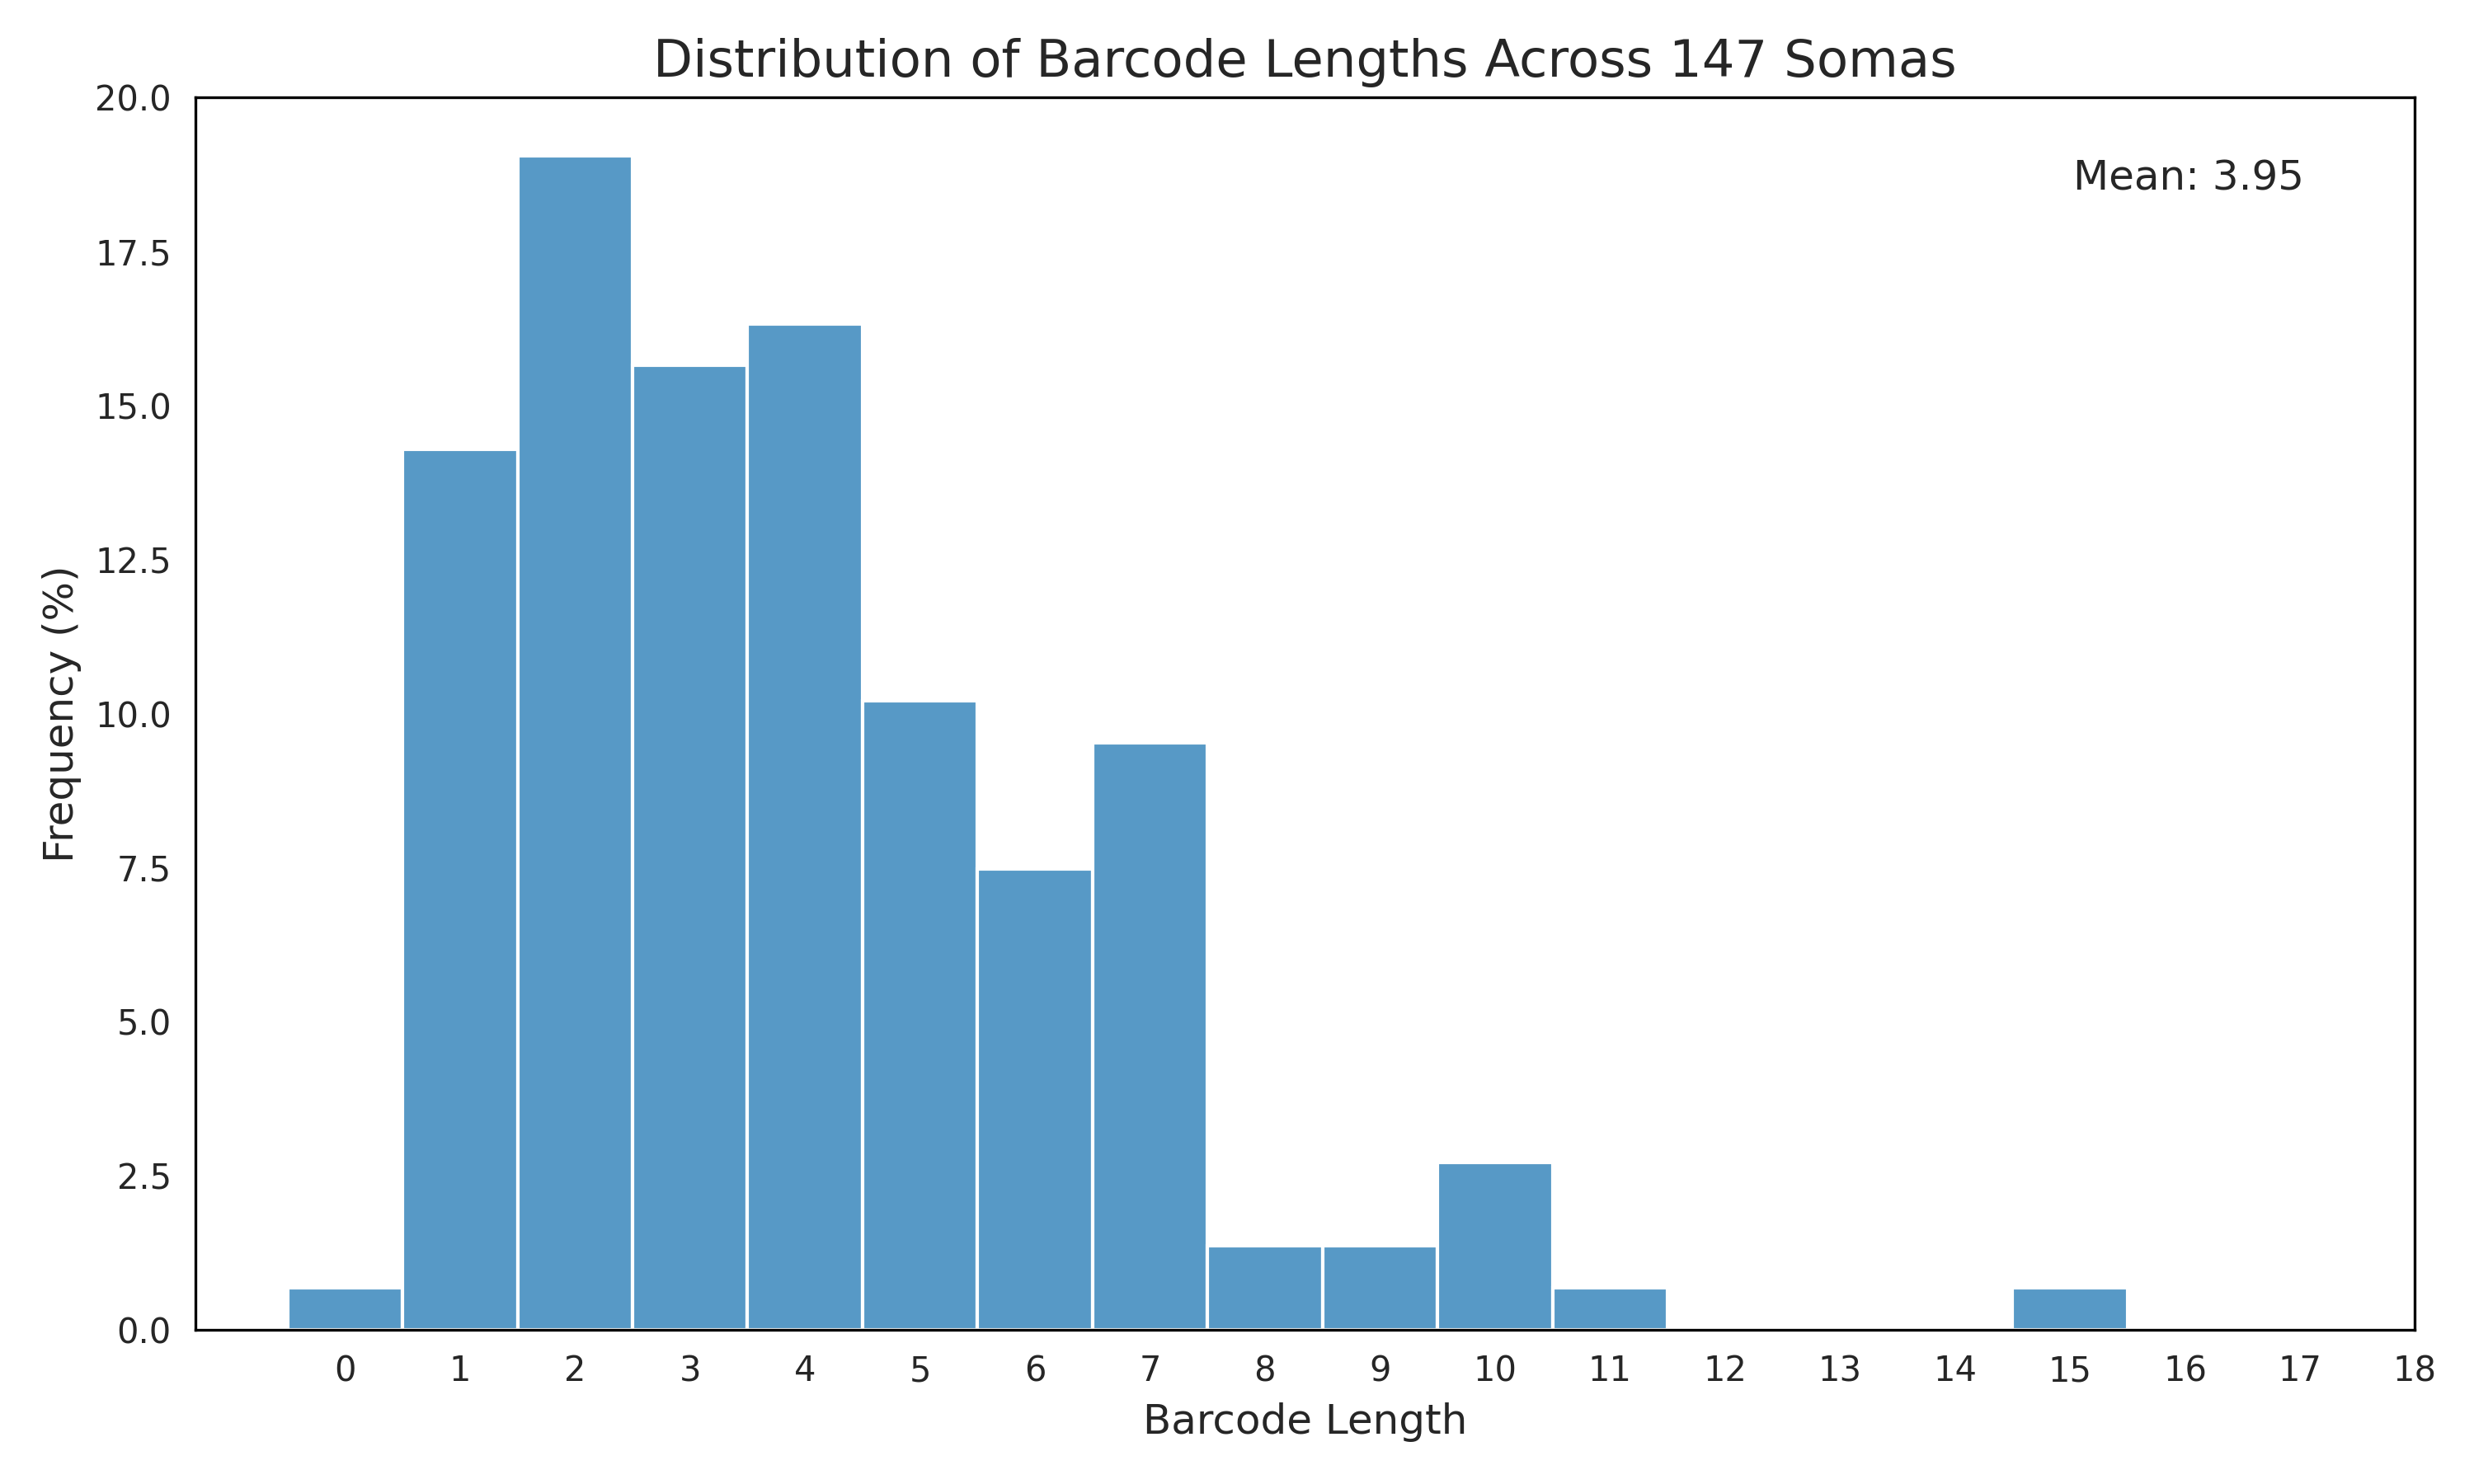 Distribution of Barcode Lengths Across 147 Somas
Mean: 3.95
Frequency (%)
20.0
17.5
15.0
12.5
10.0
7.5
5.0
2.5
0.0
0 1 2 3 4 5 6 7 8 9 10 11 12 13 14 15 16 17 18
Barcode Length